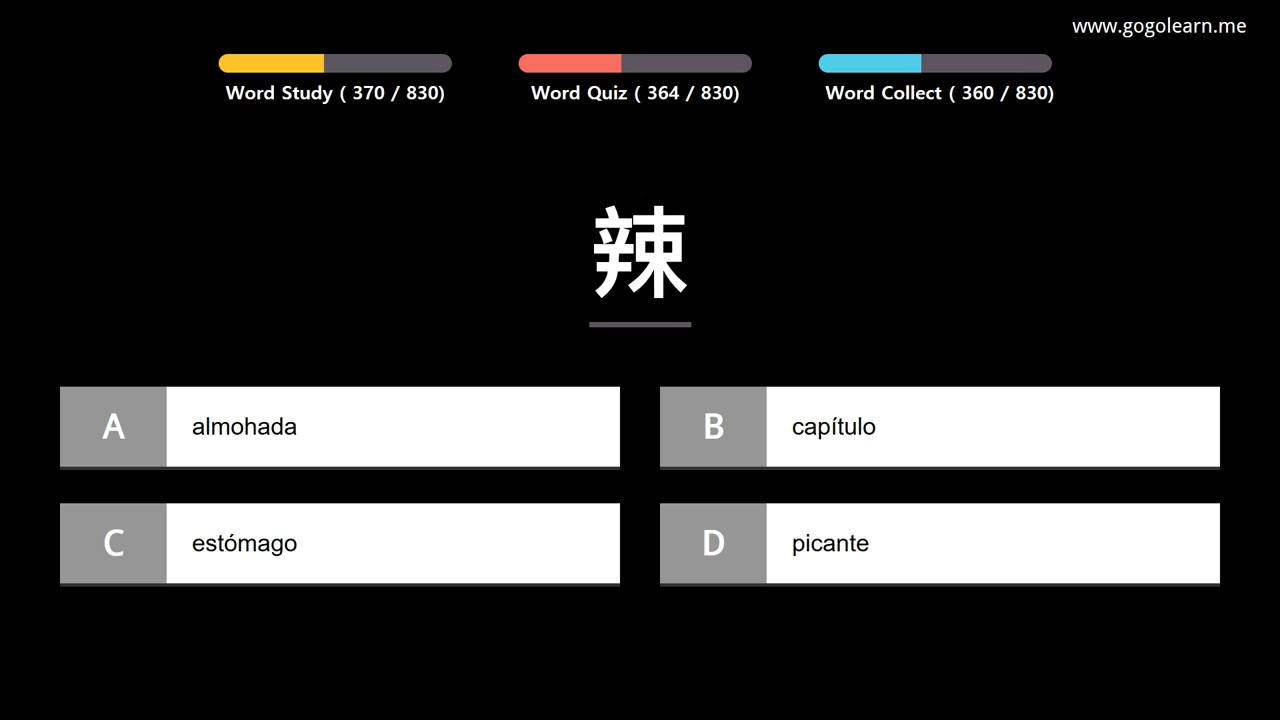 www.gogolearn.me
Word Study ( 370 / 830)
Word Quiz ( 364 / 830)
Word Collect ( 360 / 830)
辣
A almohada
B capítulo
C estómago
D picante